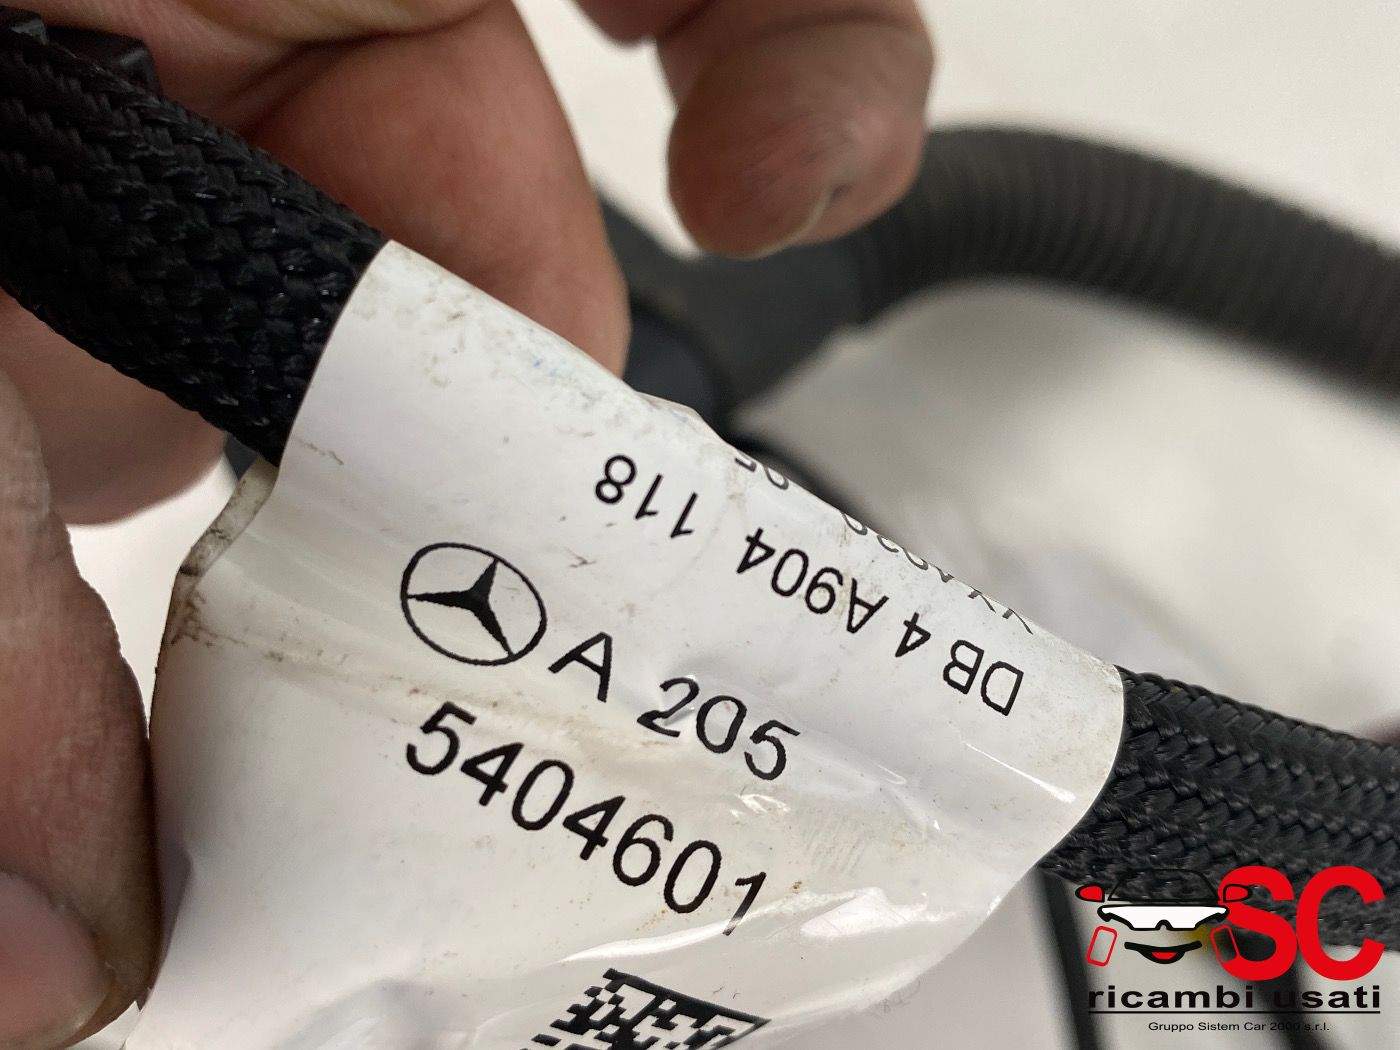 DB 4 A904 118
A 205
5404601
SC
ricambi usati
Gruppo Sistem Car 2000 s.r.l.